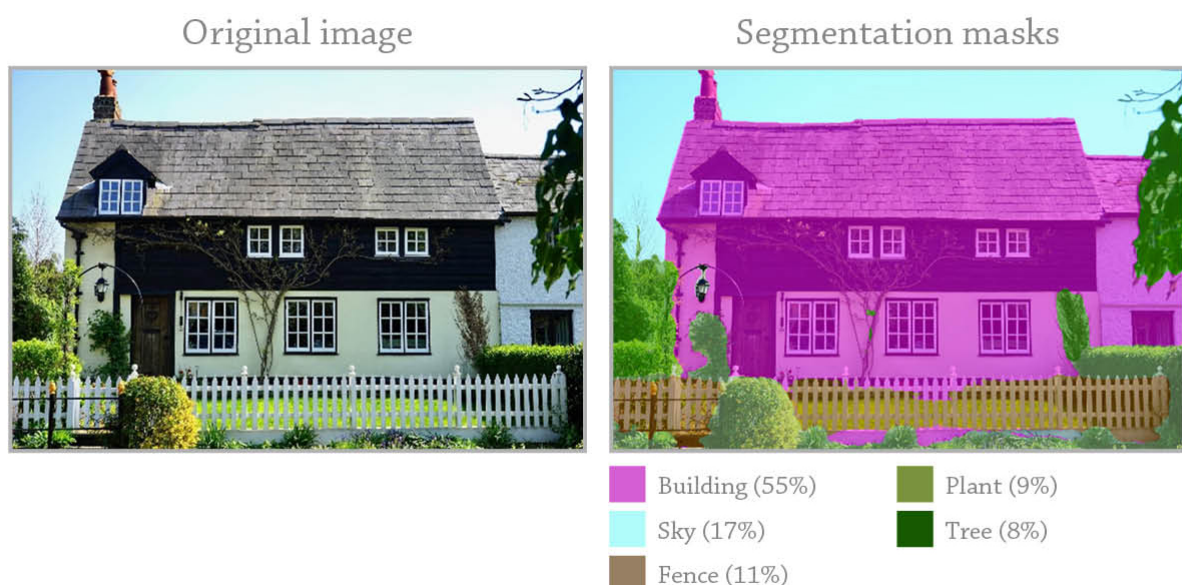 Original image
Segmentation masks
Building (55%)
Plant (9%)
Sky (17%)
Tree (8%)
Fence (11%)